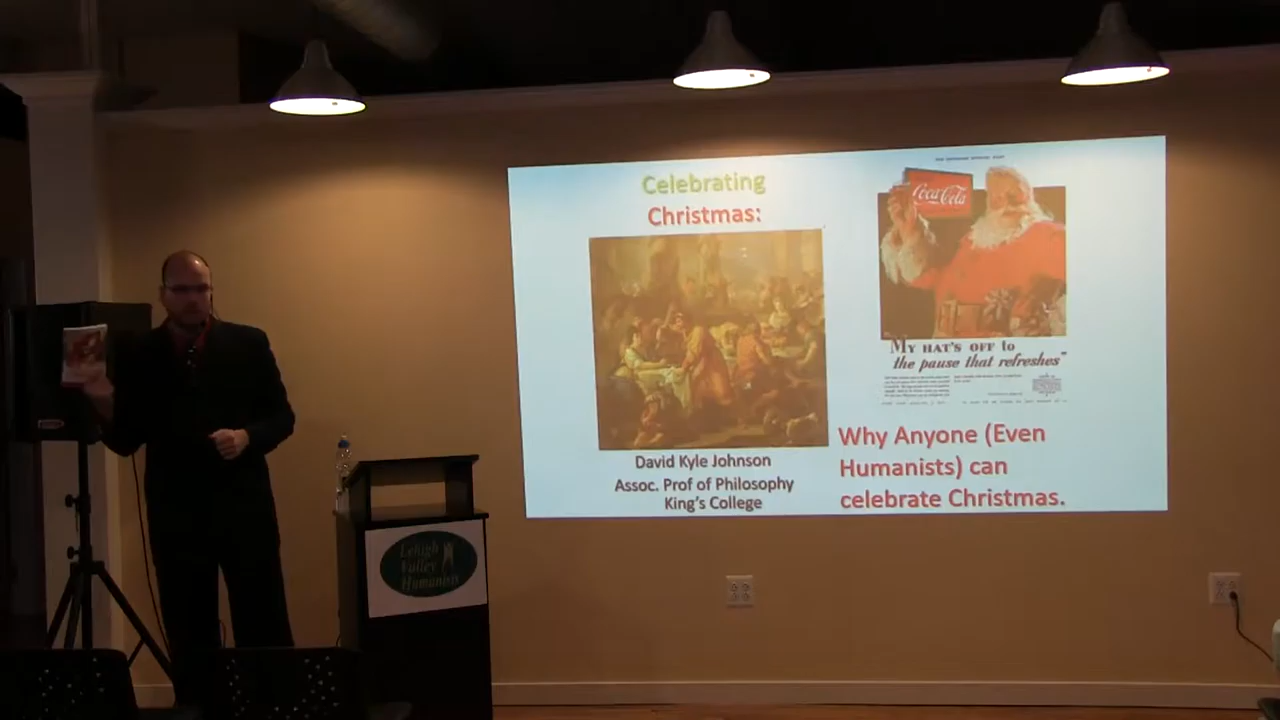 Celebrating
Christmas:
Coca-Cola
My hat's off to
the pause that refreshes"
David Kyle Johnson
Assoc. Prof of Philosophy
King's College
Why Anyone (Even
Humanists) can
celebrate Christmas.
Lehigh
Valley
Humanists